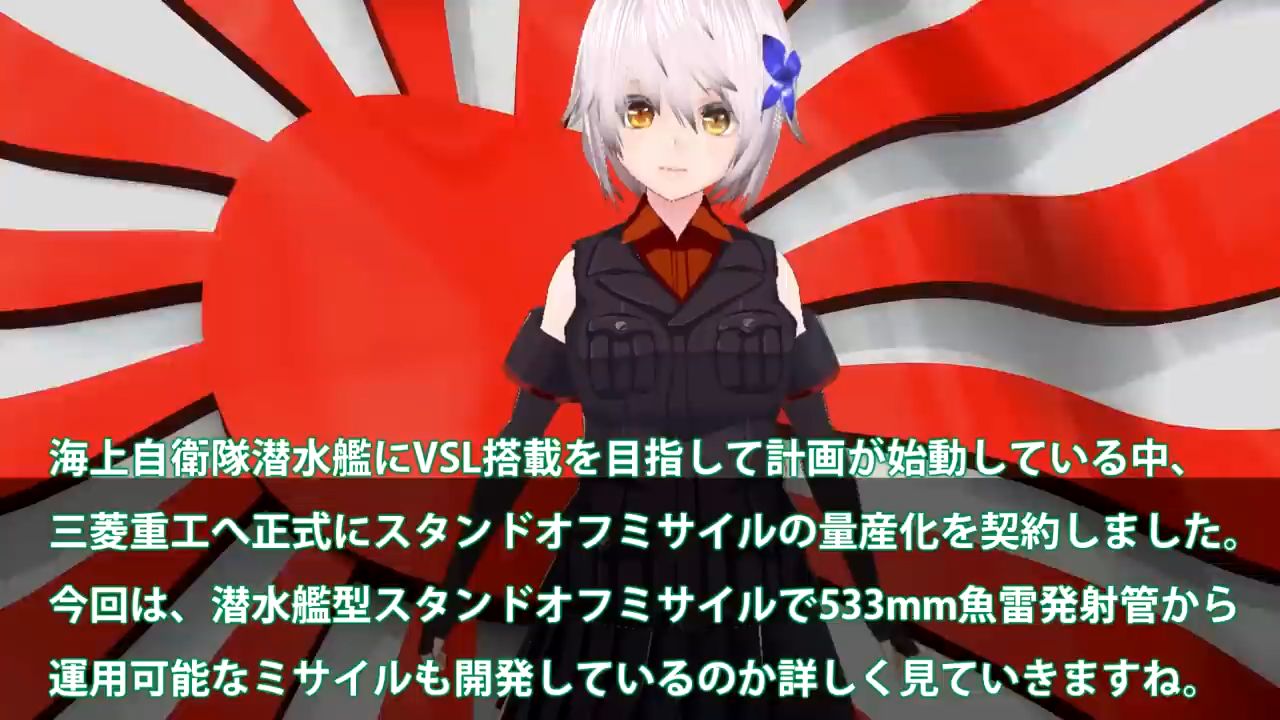 海上自衛隊潜水艦にVSL搭載を目指して計画が始動している中、
三菱重工へ正式にスタンドオフミサイルの量産化を契約しました。
今回は、潜水艦型スタンドオフミサイルで533mm魚雷発射管から
運用可能なミサイルも開発しているのか詳しく見ていきますね。